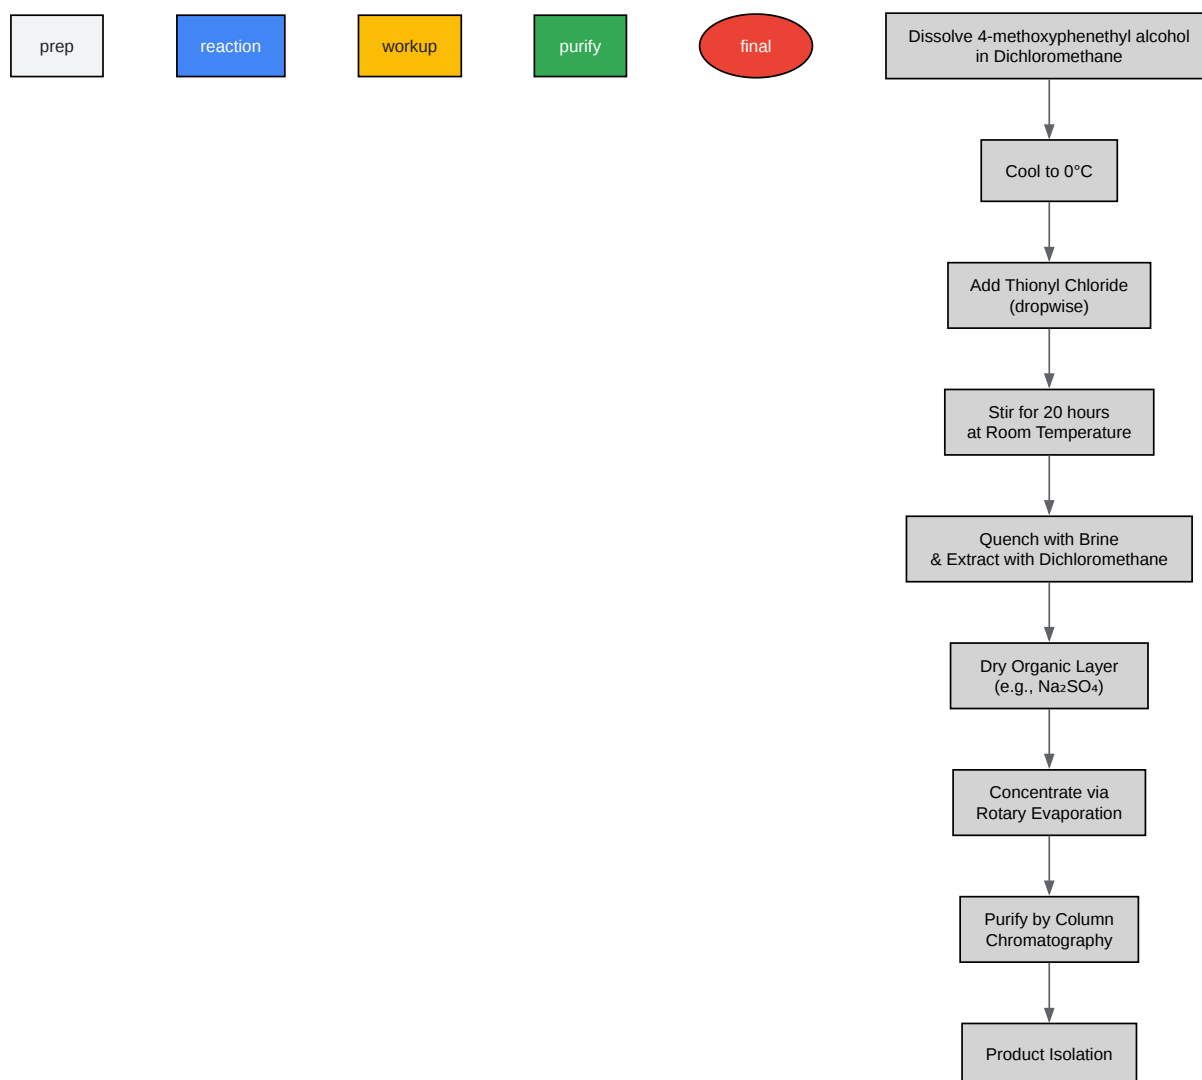 prep
reaction
workup
purify
final
Dissolve 4-methoxyphenethyl alcohol
in Dichloromethane
Cool to 0°C
Add Thionyl Chloride
(dropwise)
Stir for 20 hours
at Room Temperature
Quench with Brine
& Extract with Dichloromethane
Dry Organic Layer
(e.g., Na₂SO₄)
Concentrate via
Rotary Evaporation
Purify by Column
Chromatography
Product Isolation